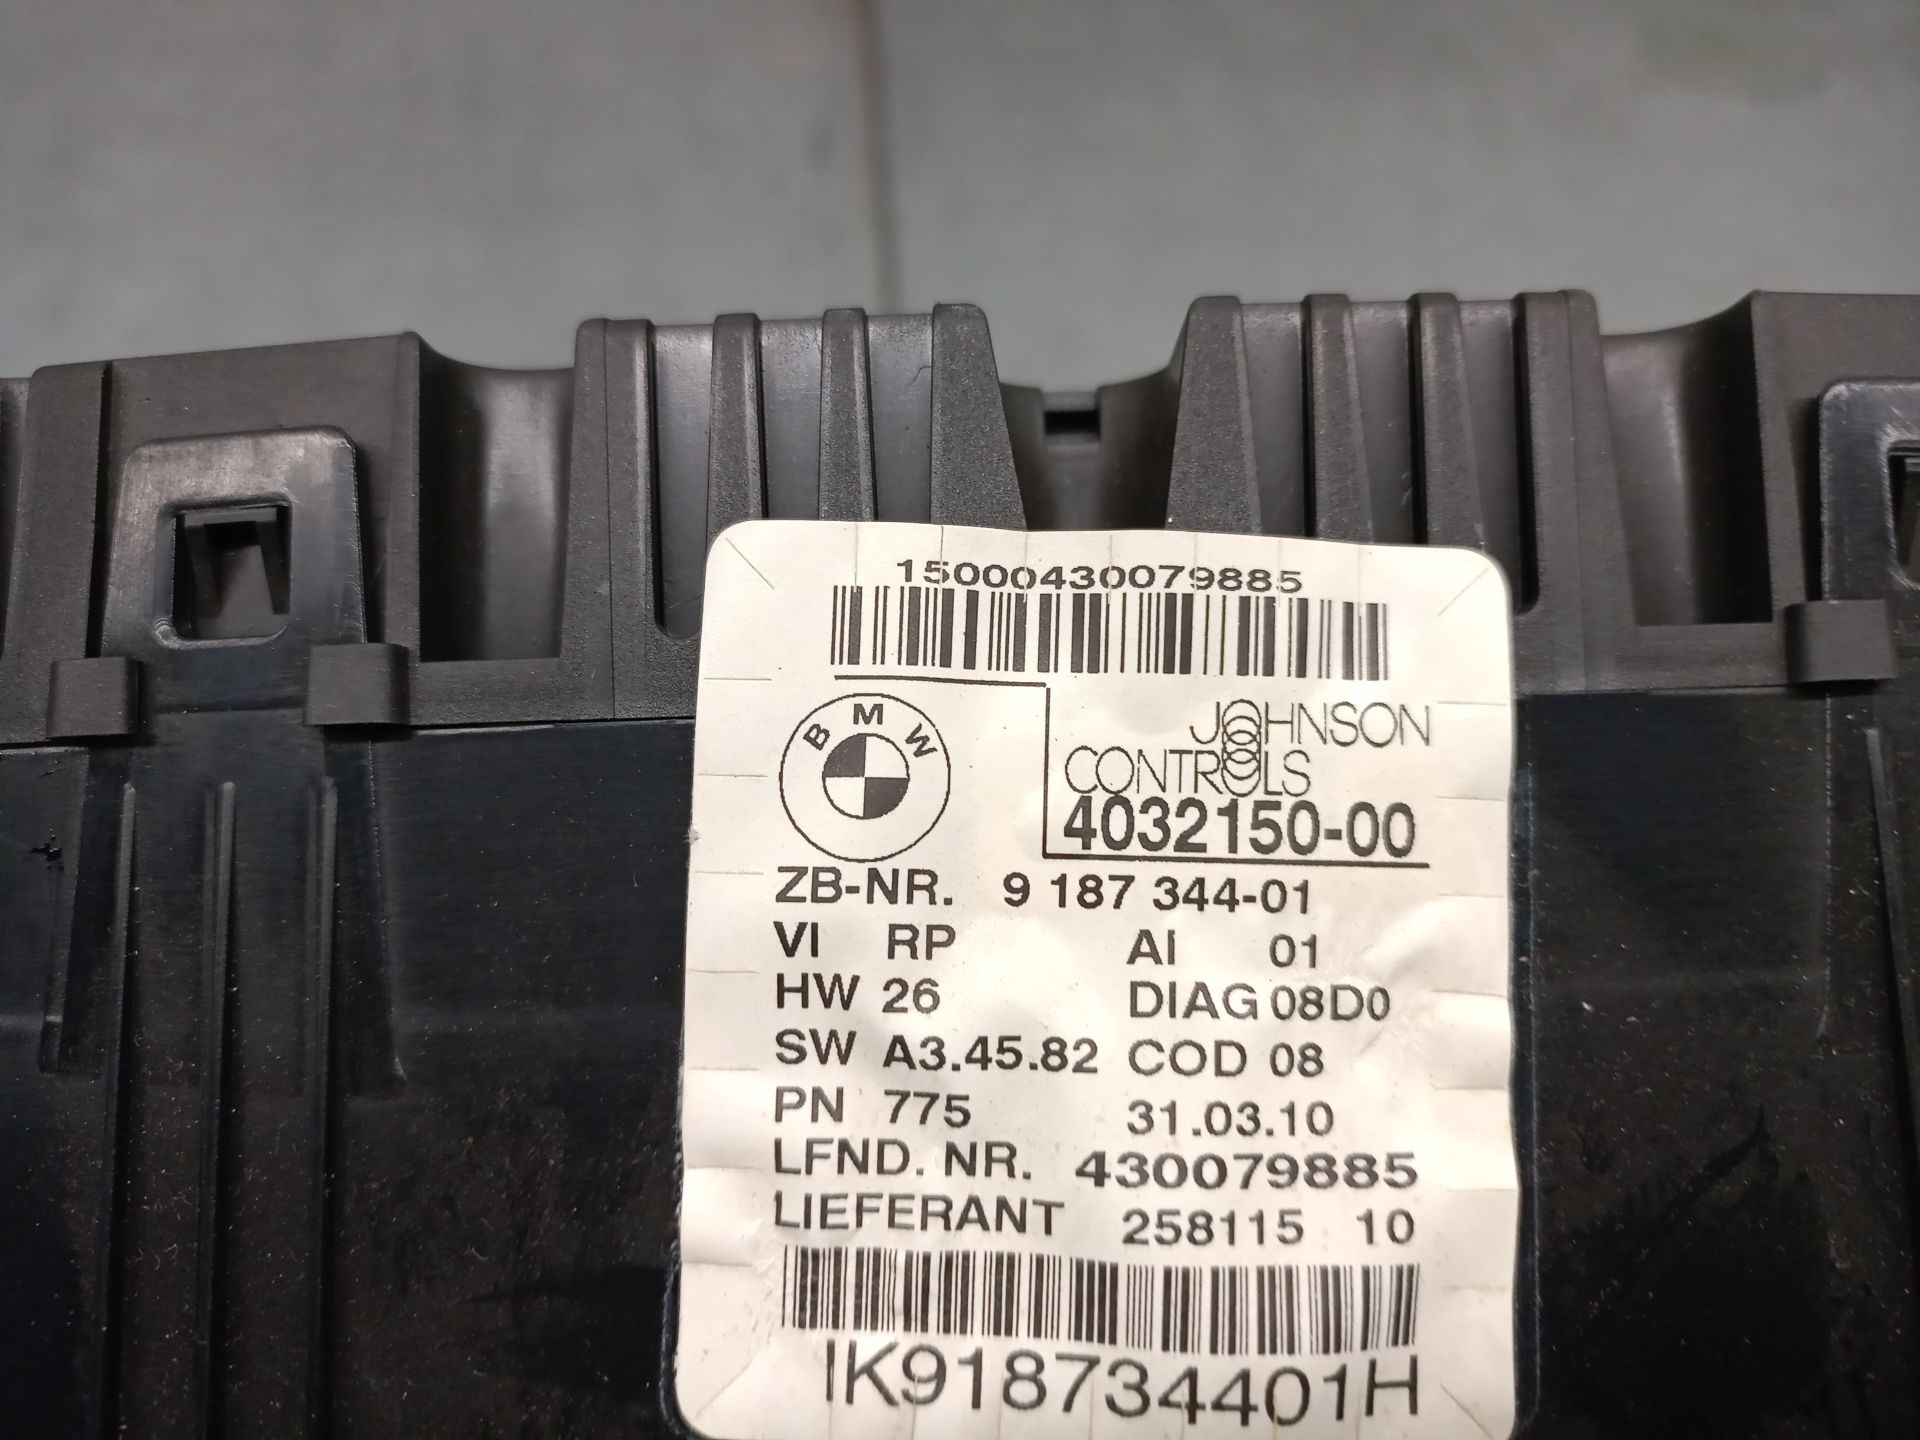 15000430079885
BMW
JOHNSON
CONTROLS
4032150-00
ZB-NR. 9 187 344-01
VI RP AI 01
HW 26 DIAG 08D0
SW A3.45.82 COD 08
PN 775 31.03.10
LFND. NR. 430079885
LIEFERANT 258115 10
IK918734401H